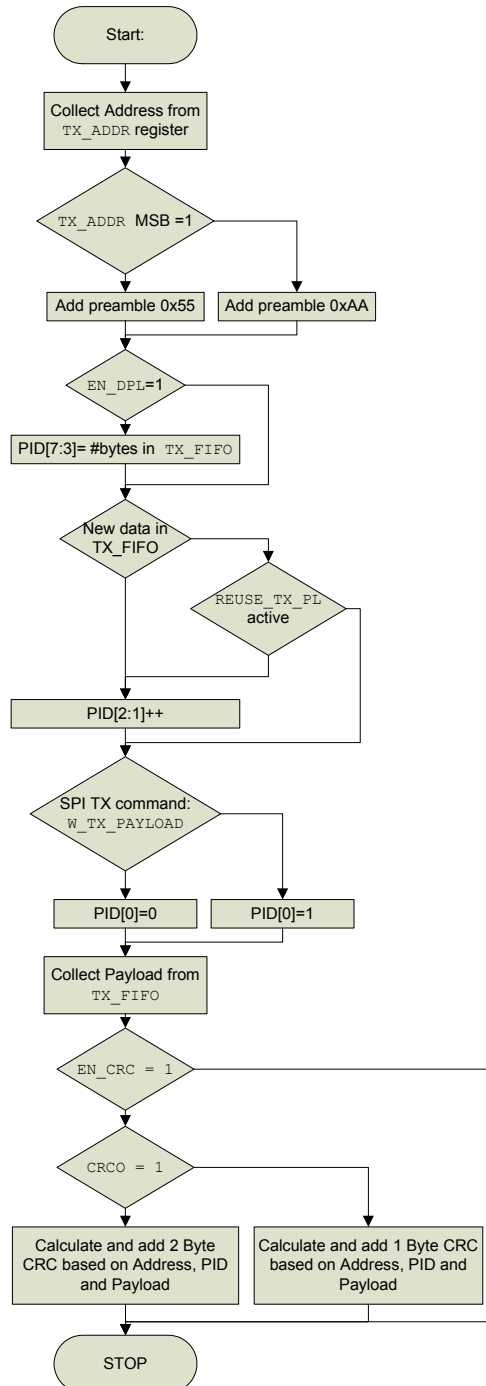 Start:
Collect Address from
TX_ADDR register
TX_ADDR MSB =1
Add preamble 0x55
Add preamble 0xAA
EN_DPL=1
PID[7:3]= #bytes in TX_FIFO
New data in
TX_FIFO
REUSE_TX_PL
active
PID[2:1]++
SPI TX command:
W_TX_PAYLOAD
PID[0]=0
PID[0]=1
Collect Payload from
TX_FIFO
EN_CRC = 1
CRCO = 1
Calculate and add 2 Byte
CRC based on Address, PID
and Payload
Calculate and add 1 Byte CRC
based on Address, PID and
Payload
STOP